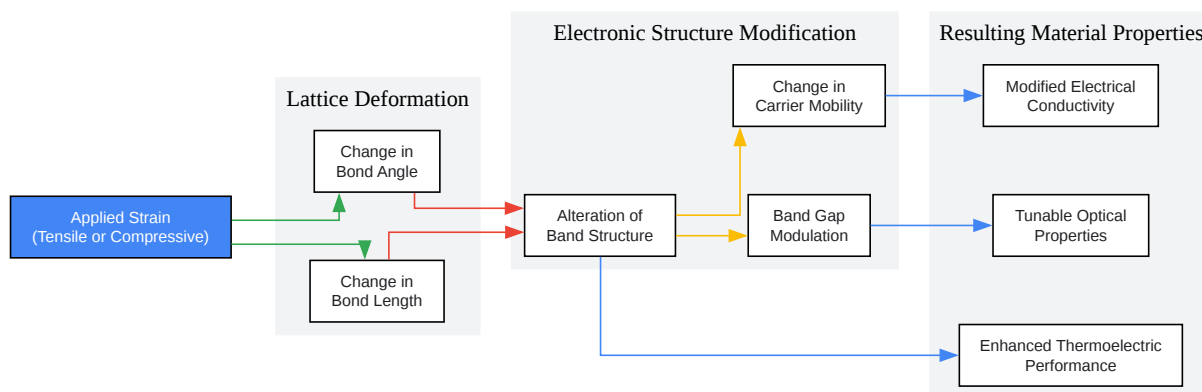 Electronic Structure Modification
Resulting Material Properties
Lattice Deformation
Change in
Carrier Mobility
Modified Electrical
Conductivity
Change in
Bond Angle
Applied Strain
(Tensile or Compressive)
Alteration of
Band Structure
Band Gap
Modulation
Tunable Optical
Properties
Change in
Bond Length
Enhanced Thermoelectric
Performance